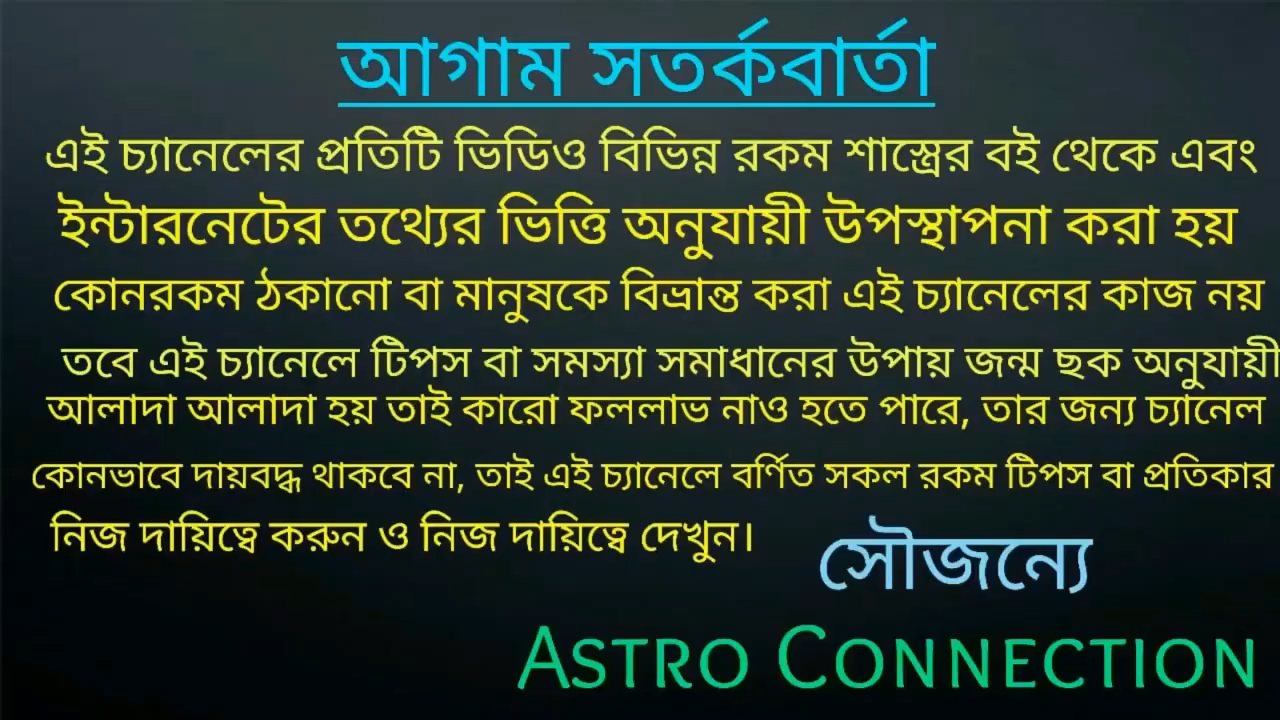 আগাম সতর্কবার্তা
এই চ্যানেলের প্রতিটি ভিডিও বিভিন্ন রকম শাস্ত্রের বই থেকে এবং
ইন্টারনেটের তথ্যের ভিত্তি অনুযায়ী উপস্থাপনা করা হয়
কোনরকম ঠকানো বা মানুষকে বিভ্রান্ত করা এই চ্যানেলের কাজ নয়
তবে এই চ্যানেলে টিপস বা সমস্যা সমাধানের উপায় জন্ম ছক অনুযায়ী
আলাদা আলাদা হয় তাই কারো ফললাভ নাও হতে পারে, তার জন্য চ্যানেল
কোনভাবে দায়বদ্ধ থাকবে না, তাই এই চ্যানেলে বর্ণিত সকল রকম টিপস বা প্রতিকার
নিজ দায়িত্বে করুন ও নিজ দায়িত্বে দেখুন।
সৌজন্যে
ASTRO CONNECTION